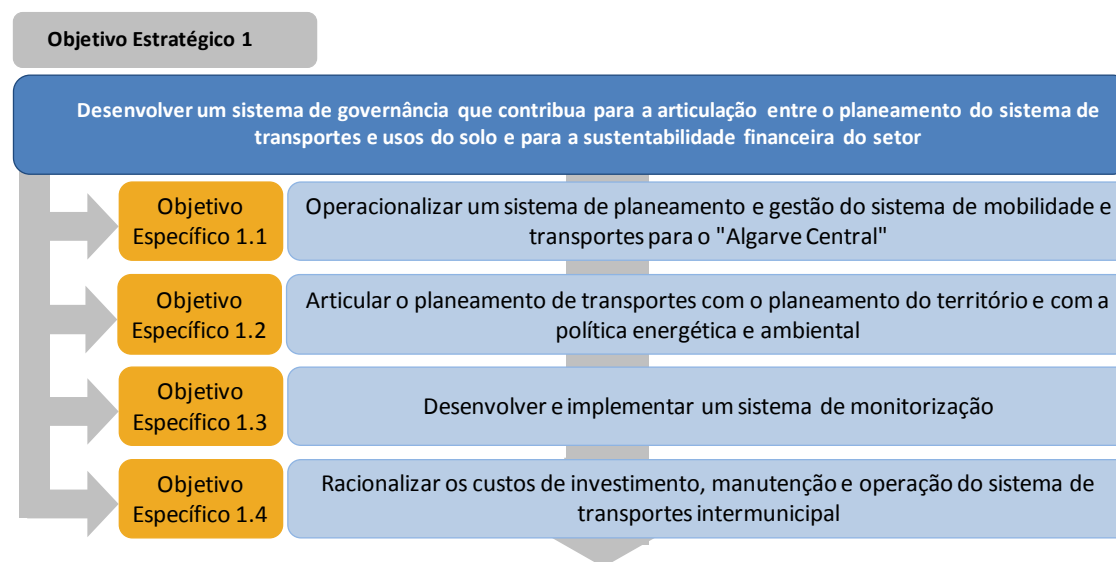 Objetivo Estratégico 1
Desenvolver um sistema de governância que contribua para a articulação entre o planeamento do sistema de
transportes e usos do solo e para a sustentabilidade financeira do setor
Objetivo
Específico 1.1
Operacionalizar um sistema de planeamento e gestão do sistema de mobilidade e
transportes para o "Algarve Central"
Objetivo
Específico 1.2
Articular o planeamento de transportes com o planeamento do território e com a
política energética e ambiental
Objetivo
Específico 1.3
Desenvolver e implementar um sistema de monitorização
Objetivo
Específico 1.4
Racionalizar os custos de investimento, manutenção e operação do sistema de
transportes intermunicipal